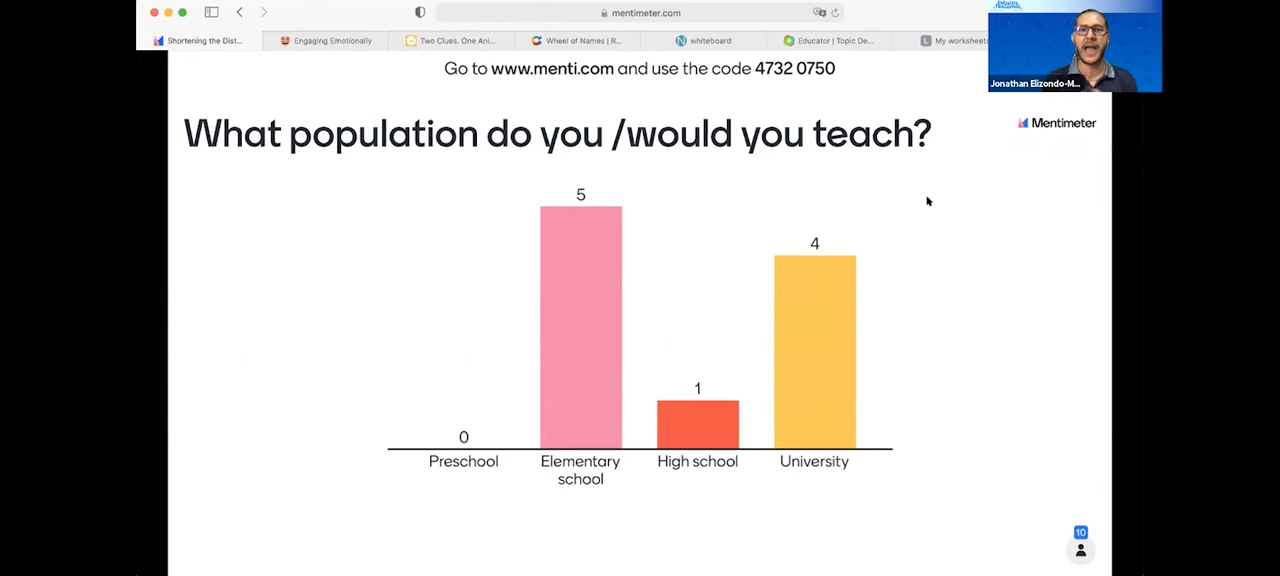 mentimeter.com
Shortening the Dist...
Engaging Emotionally
Two Clues. One Ani...
Wheel of Names | R...
whiteboard
Educator | Topic De...
My worksheets
Jonathan Elizondo-M...
Go to www.menti.com and use the code 4732 0750
What population do you /would you teach?
Mentimeter
5
4
1
0
Preschool
Elementary
school
High school
University
10